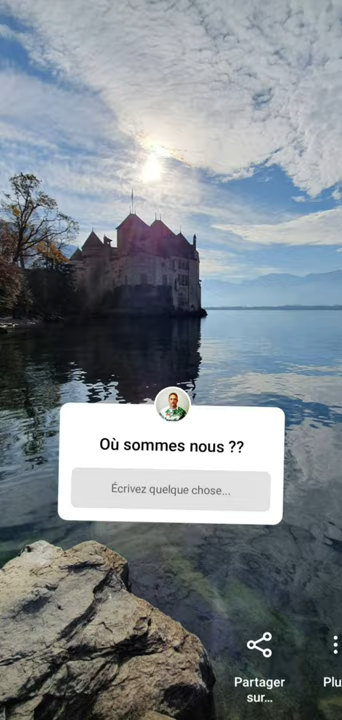 Où sommes nous ??
Écrivez quelque chose...
Partager
sur...
Plu